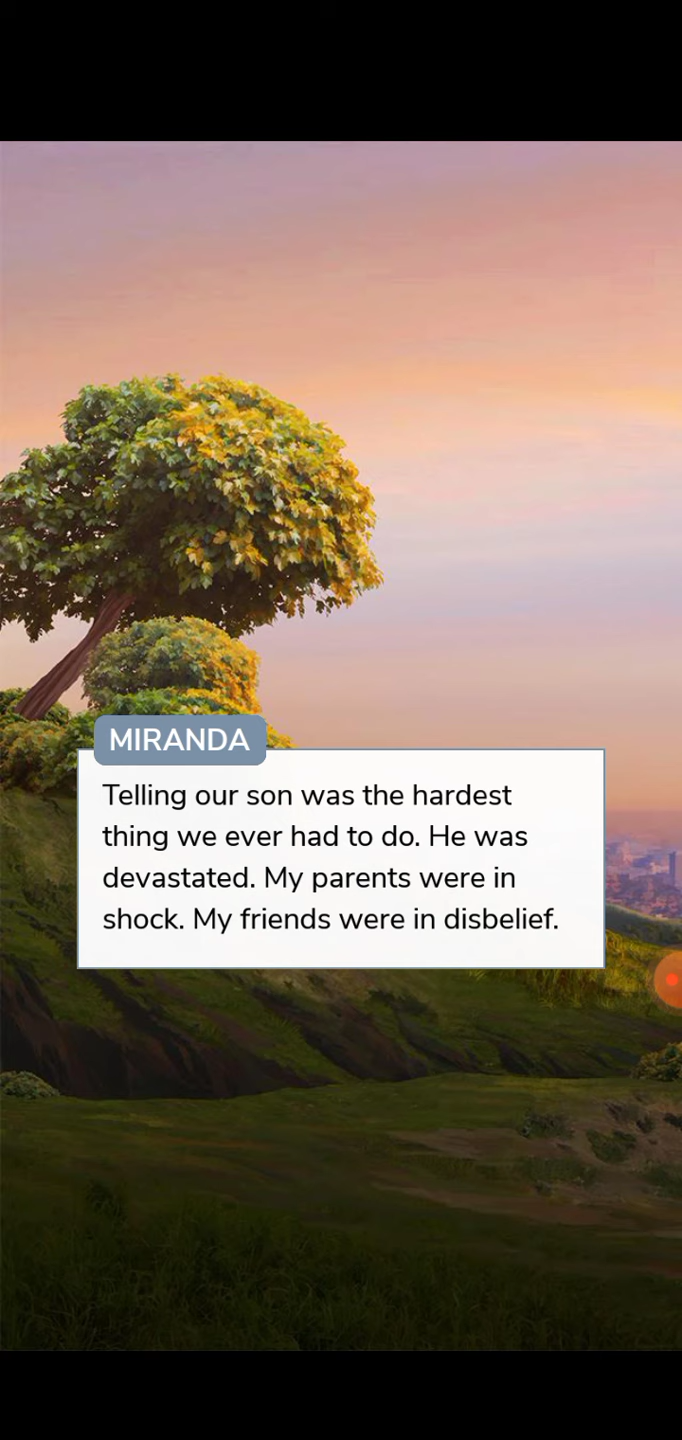 MIRANDA
Telling our son was the hardest
thing we ever had to do. He was
devastated. My parents were in
shock. My friends were in disbelief.